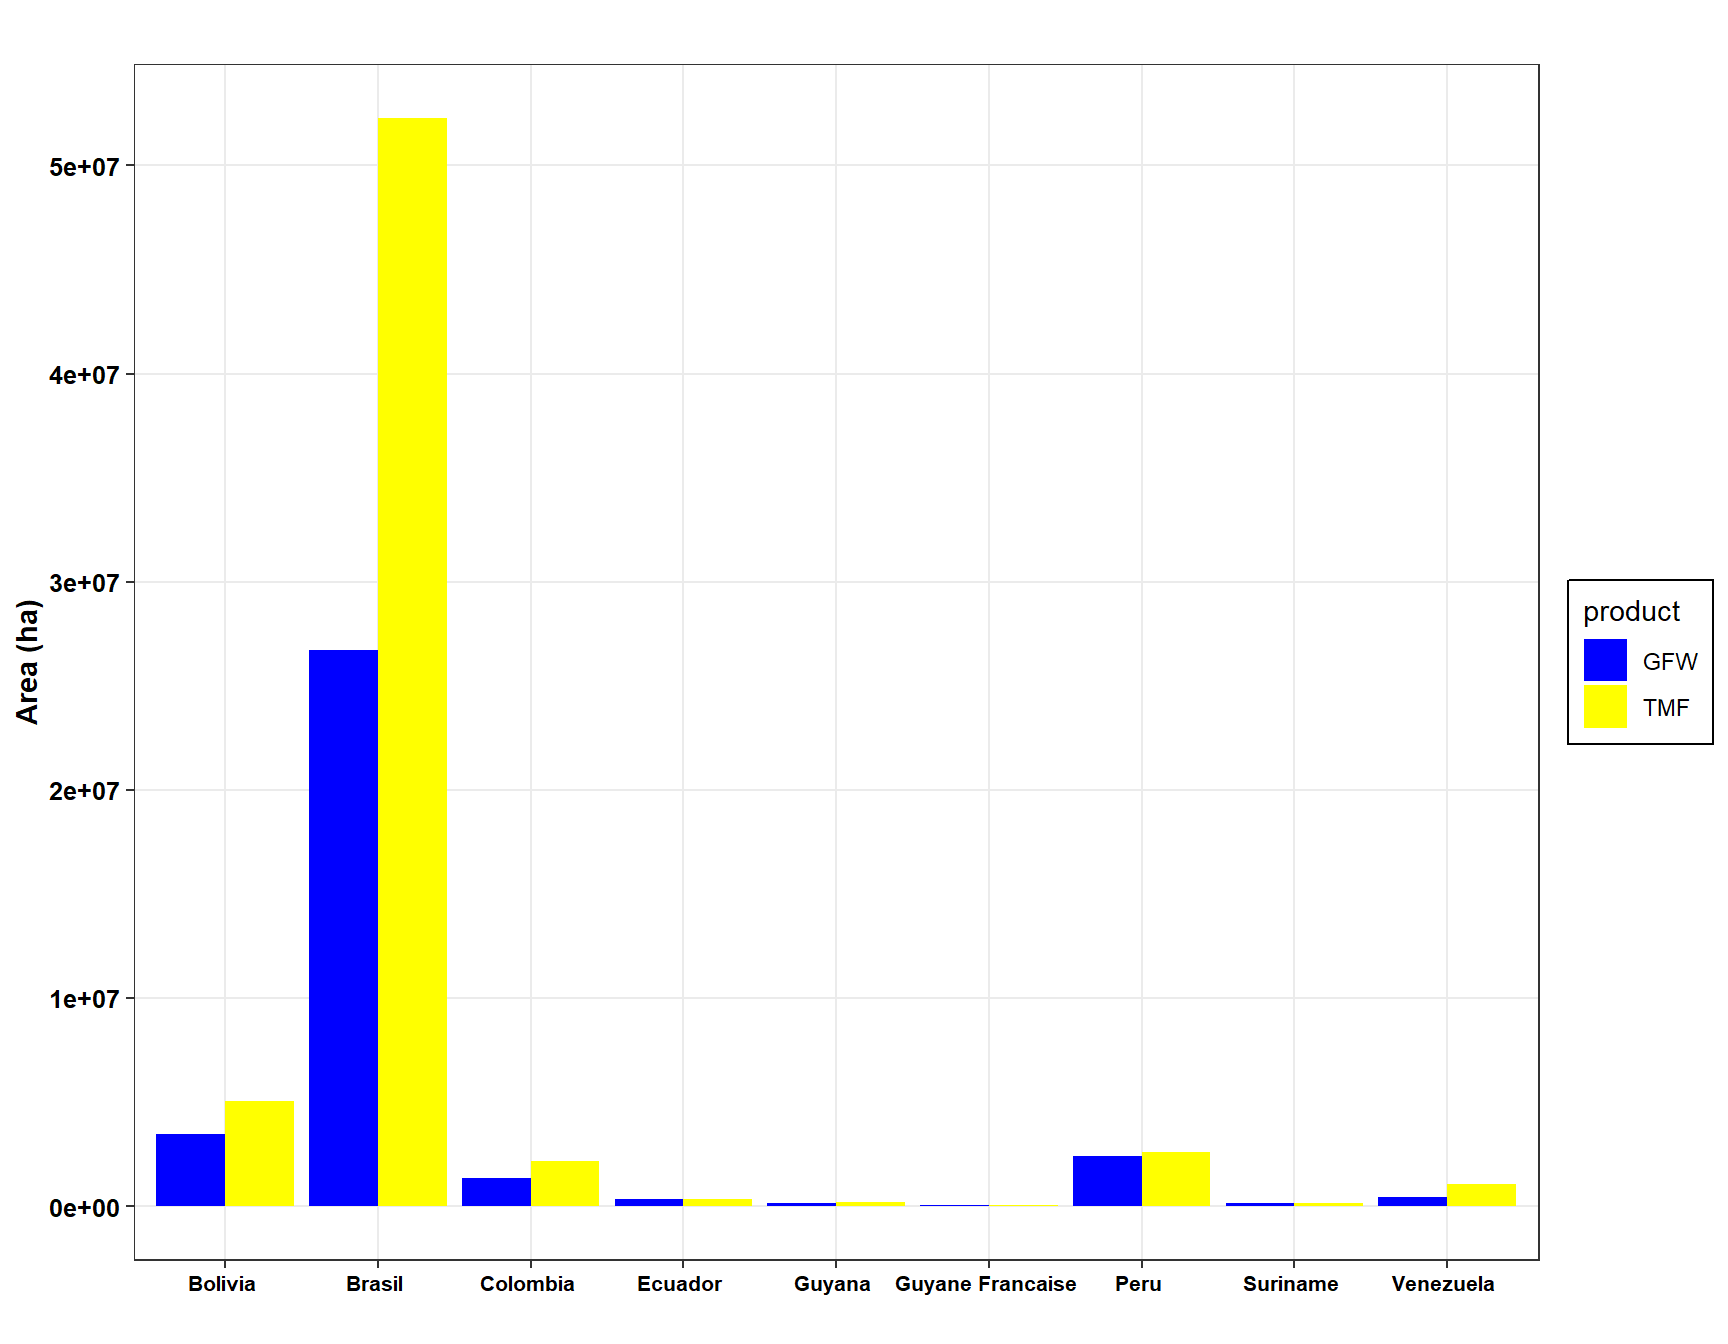 5e+07
4e+07
3e+07
2e+07
1e+07
0e+00
Area (ha)
Bolivia Brasil Colombia Ecuador Guyana Guyane Francaise Peru Suriname Venezuela
product
GFW
TMF